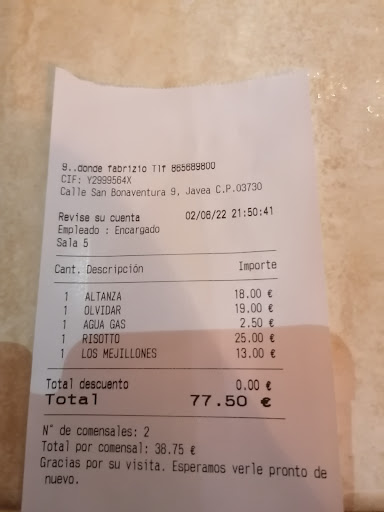 9..donde fabrizio Tlf 865689800
CIF: Y2999564X
Calle San Bonaventura 9, Javea C.P.03730
Revise su cuenta 02/08/22 21:50:41
Empleado : Encargado
Sala 5
Cant. Descripción Importe
1 ALTANZA 18.00 €
1 OLVIDAR 19.00 €
1 AGUA GAS 2.50 €
1 RISOTTO 25.00 €
1 LOS MEJILLONES 13.00 €
Total descuento 0.00 €
Total 77.50 €
N° de comensales: 2
Total por comensal: 38.75 €
Gracias por su visita. Esperamos verle pronto de
nuevo.